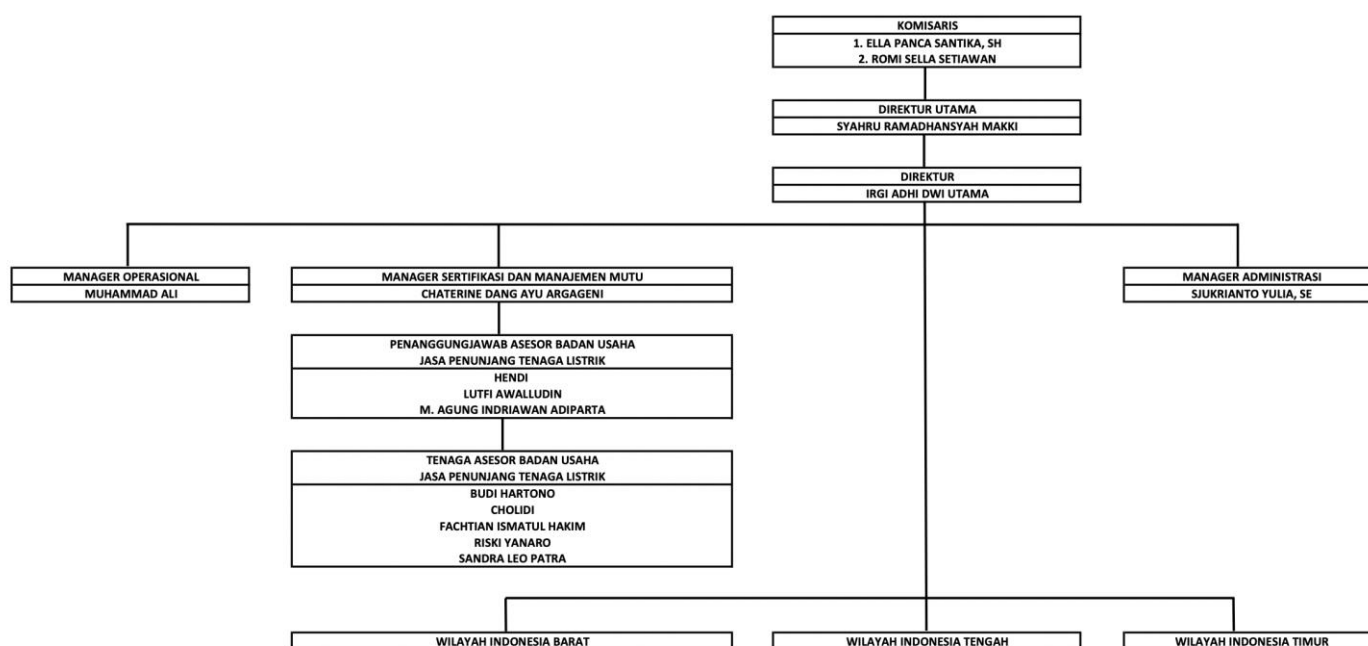 KOMISARIS
1. ELLA PANCA SANTIKA, SH
2. ROMI SELLA SETIAWAN
DIREKTUR UTAMA
SYAHRU RAMADHANSYAH MAKKI
DIREKTUR
IRGI ADHI DWI UTAMA
MANAGER OPERASIONAL
MUHAMMAD ALI
MANAGER SERTIFIKASI DAN MANAJEMEN MUTU
CHATERINE DANG AYU ARGAGENI
MANAGER ADMINISTRASI
SJUKRIANTO YULIA, SE
PENANGGUNGJAWAB ASESOR BADAN USAHA
JASA PENUNJANG TENAGA LISTRIK
HENDI
LUTFI AWALLUDIN
M. AGUNG INDRIAWAN ADIPARTA
TENAGA ASESOR BADAN USAHA
JASA PENUNJANG TENAGA LISTRIK
BUDI HARTONO
CHOLIDI
FACHTIAN ISMATUL HAKIM
RISKI YANARO
SANDRA LEO PATRA
WILAYAH INDONESIA BARAT
WILAYAH INDONESIA TENGAH
WILAYAH INDONESIA TIMUR